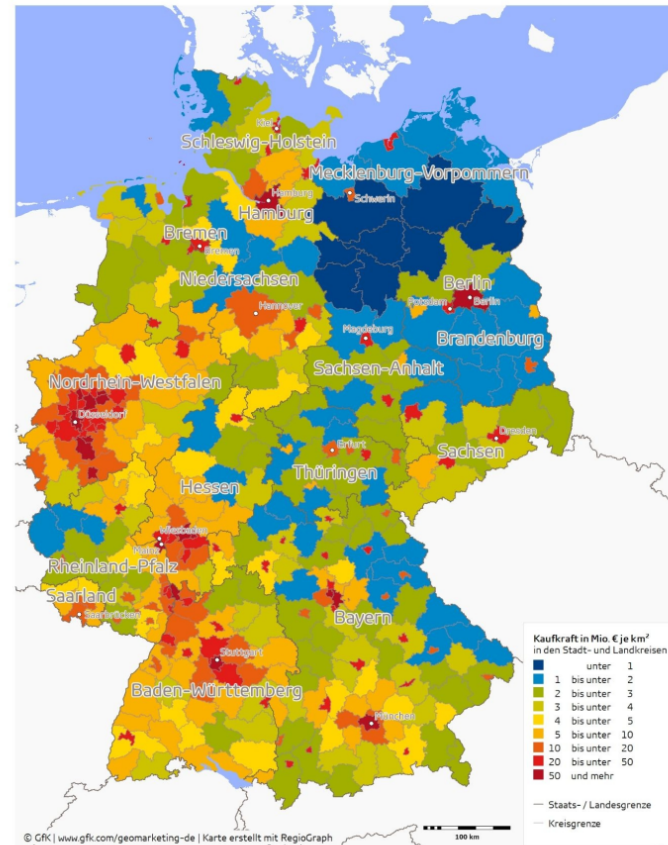 Kiel
Schleswig-Holstein
Mecklenburg-Vorpommern
Schwerin
Hamburg
Hamburg
Bremen
Bremen
Niedersachsen
Berlin
Potsdam
Berlin
Hannover
Magdeburg
Brandenburg
Sachsen-Anhalt
Nordrhein-Westfalen
Düsseldorf
Dresden
Erfurt
Sachsen
Thüringen
Hessen
Wiesbaden
Mainz
Rheinland-Pfalz
Saarland
Saarbrücken
Bayern
Stuttgart
Baden-Württemberg
München
Kaufkraft in Mio. € je km²
in den Stadt- und Landkreisen
unter 1
1 bis unter 2
2 bis unter 3
3 bis unter 4
4 bis unter 5
5 bis unter 10
10 bis unter 20
20 bis unter 50
50 und mehr
Staats- / Landesgrenze
Kreisgrenze
100 km
© GfK | www.gfk.com/geomarketing-de | Karte erstellt mit RegioGraph